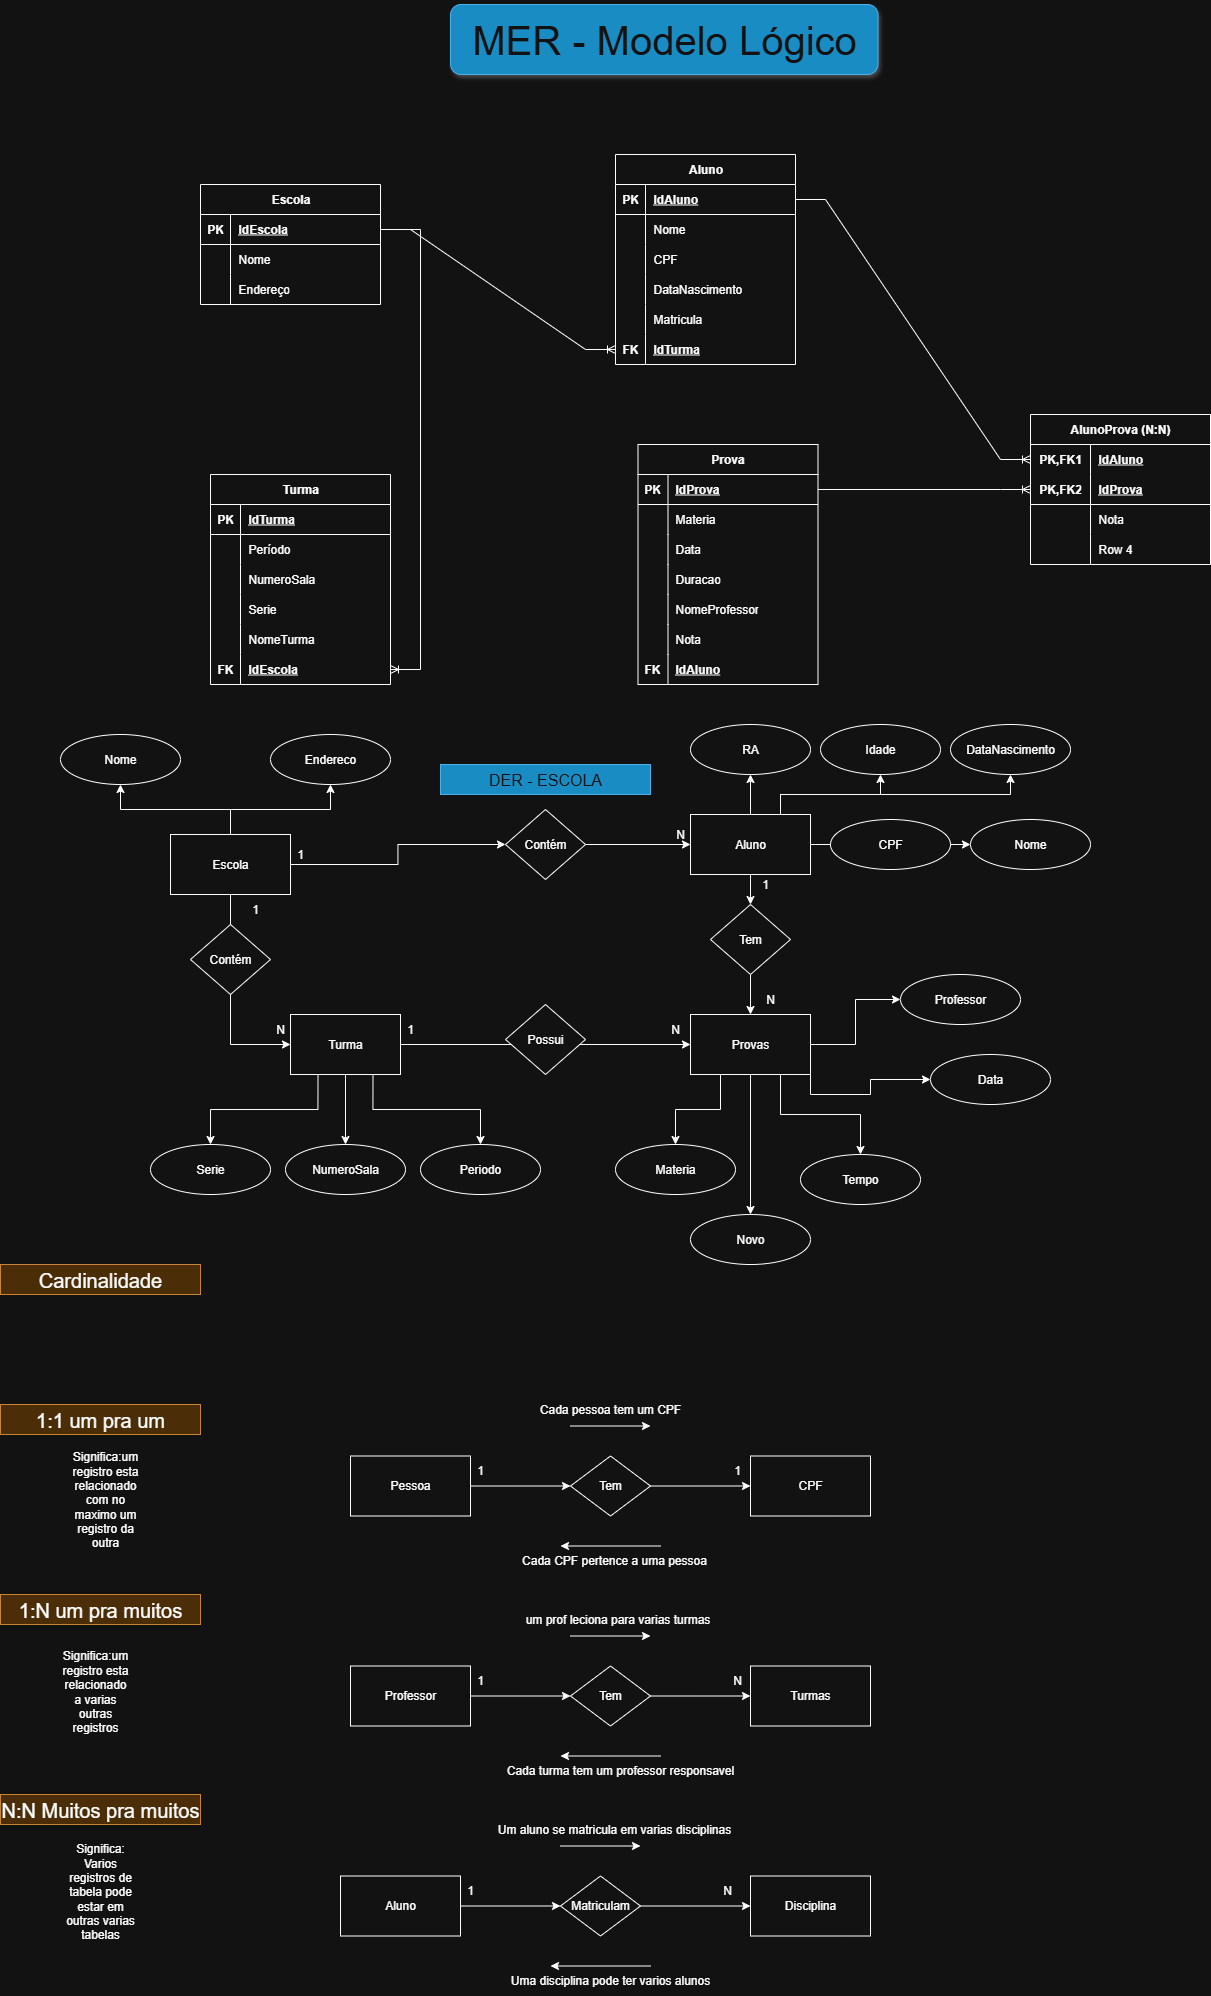 MER - Modelo Lógico
Escola
PK IdEscola
Nome
Endereço
Aluno
PK IdAluno
Nome
CPF
DataNascimento
Matricula
FK IdTurma
AlunoProva (N:N)
PK,FK1 IdAluno
PK,FK2 IdProva
Nota
Row 4
Turma
PK IdTurma
Período
NumeroSala
Serie
NomeTurma
FK IdEscola
Prova
PK IdProva
Materia
Data
Duracao
NomeProfessor
Nota
FK IdAluno
DER - ESCOLA
Nome
Endereco
RA
Idade
DataNascimento
Escola
1
Contém
N
Aluno
CPF
Nome
1
1
Contém
Tem
N
Professor
N
Turma
1
Possui
N
Provas
Data
Serie
NumeroSala
Periodo
Materia
Tempo
Novo
Cardinalidade
1:1 um pra um
Significa:um
registro esta
relacionado
com no
maximo um
registro da
outra
Cada pessoa tem um CPF
Pessoa
1
Tem
1
CPF
Cada CPF pertence a uma pessoa
1:N um pra muitos
Significa:um
registro esta
relacionado
a varias
outras
registros
um prof leciona para varias turmas
Professor
1
Tem
N
Turmas
Cada turma tem um professor responsavel
N:N Muitos pra muitos
Significa:
Varios
registros de
tabela pode
estar em
outras varias
tabelas
Um aluno se matricula em varias disciplinas
Aluno
1
Matriculam
N
Disciplina
Uma disciplina pode ter varios alunos